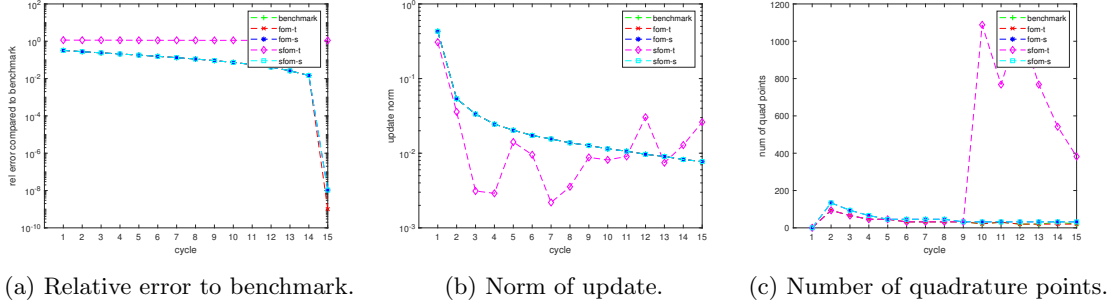 10^2
10^0
10^-2
10^-4
10^-6
10^-8
10^-10
rel error compared to benchmark
1 2 3 4 5 6 7 8 9 10 11 12 13 14 15
cycle
benchmark
fom-t
fom-s
sfom-t
sfom-s
(a) Relative error to benchmark.
10^0
10^-1
10^-2
10^-3
update norm
1 2 3 4 5 6 7 8 9 10 11 12 13 14 15
cycle
benchmark
fom-t
fom-s
sfom-t
sfom-s
(b) Norm of update.
1200
1000
800
600
400
200
0
num of quad points
1 2 3 4 5 6 7 8 9 10 11 12 13 14 15
cycle
benchmark
fom-t
fom-s
sfom-t
sfom-s
(c) Number of quadrature points.